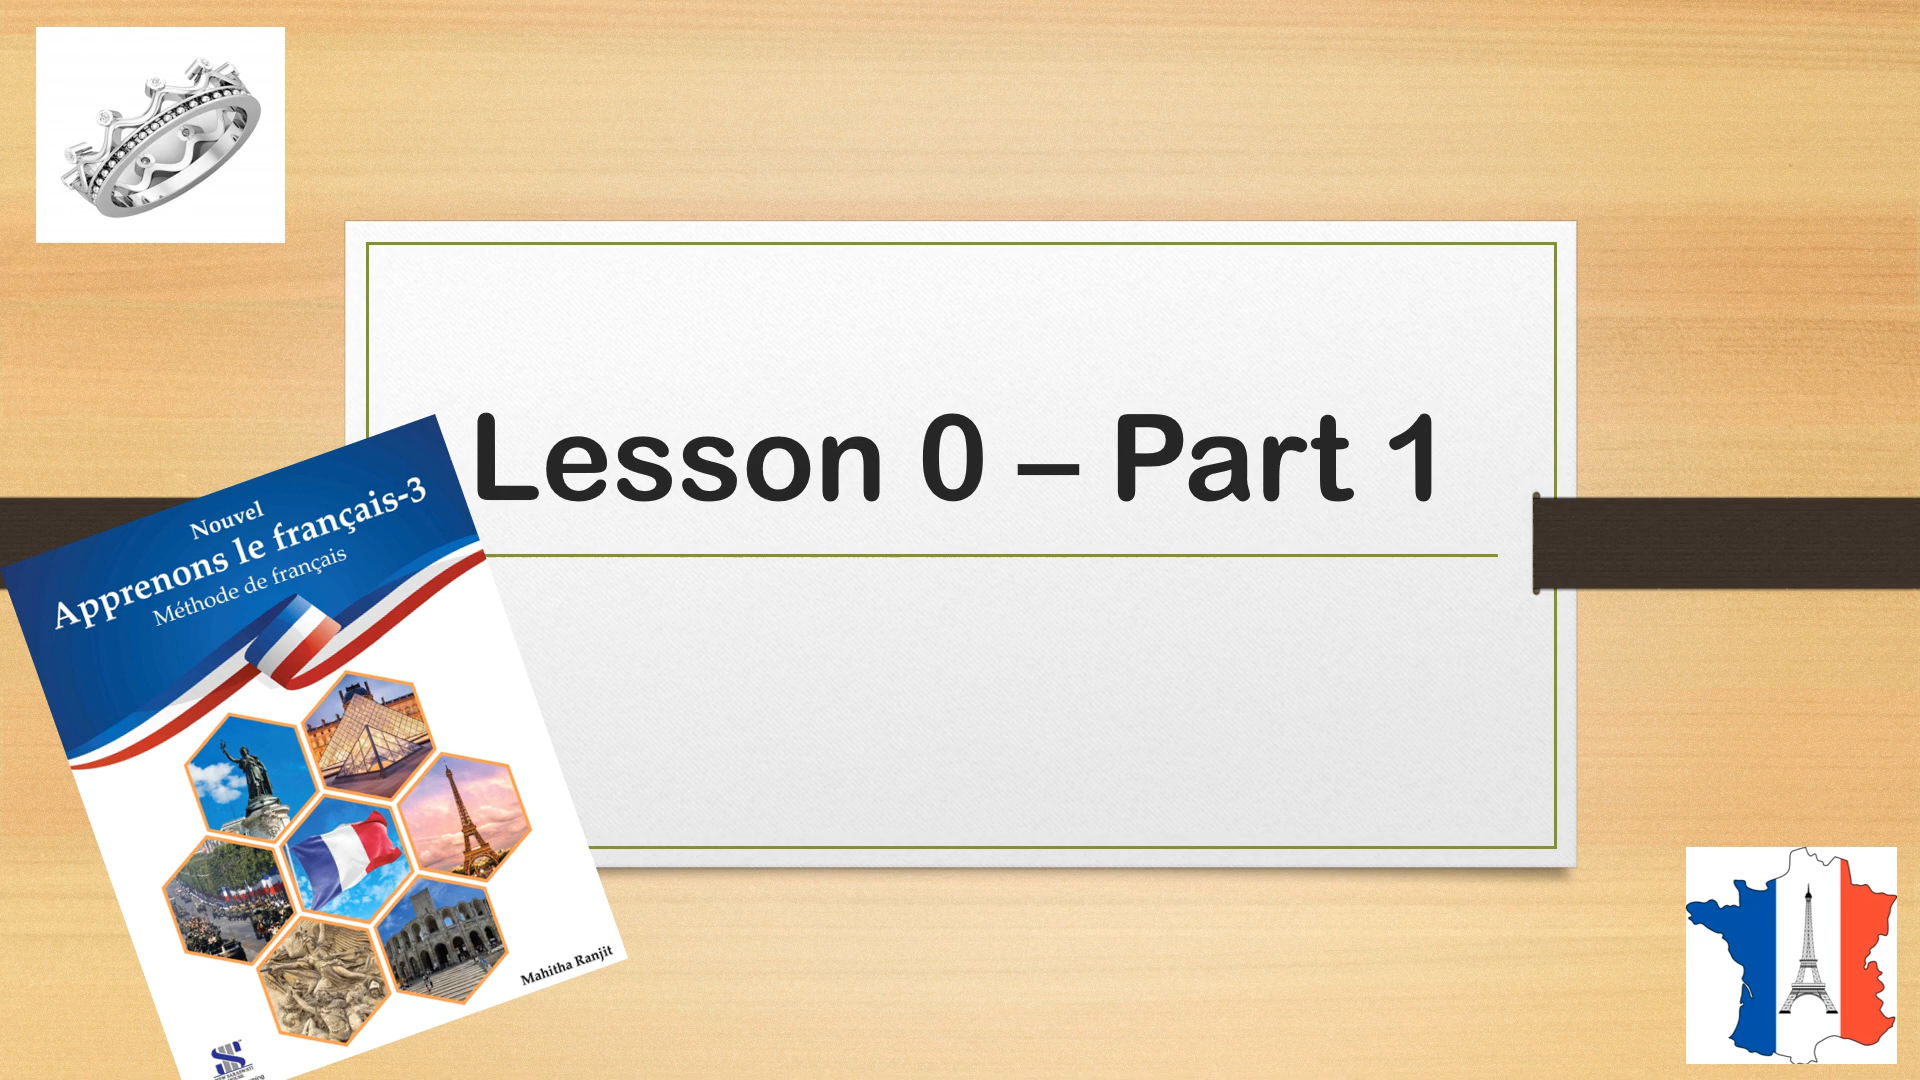 Lesson 0 – Part 1
Nouvel
Apprenons le français-3
Méthode de français
Mahitha Ranjit